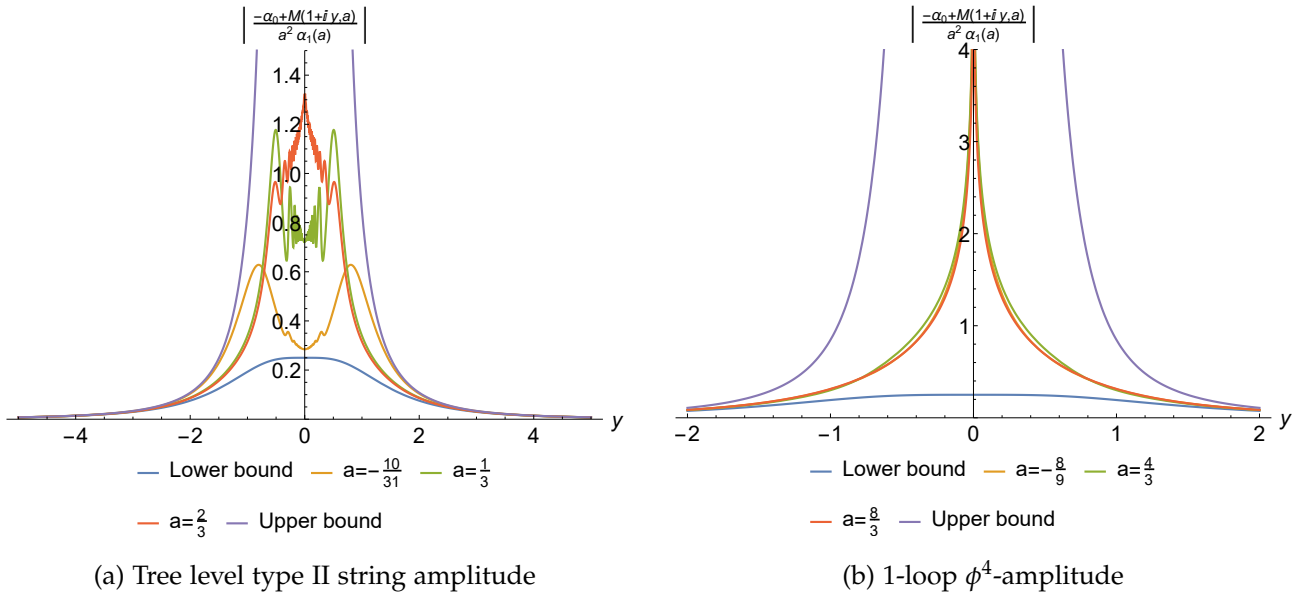 | (-α₀+M(1+ⅈ y,a)) / (a² α₁(a)) |
1.4
1.2
1.0
0.8
0.6
0.4
0.2
−4 −2 0 2 4 y
Lower bound a=-10/31 a=1/3
a=2/3 Upper bound
(a) Tree level type II string amplitude
| (-α₀+M(1+ⅈ y,a)) / (a² α₁(a)) |
4
3
2
1
−2 −1 0 1 2 y
Lower bound a=-8/9 a=4/3
a=8/3 Upper bound
(b) 1-loop ϕ⁴-amplitude